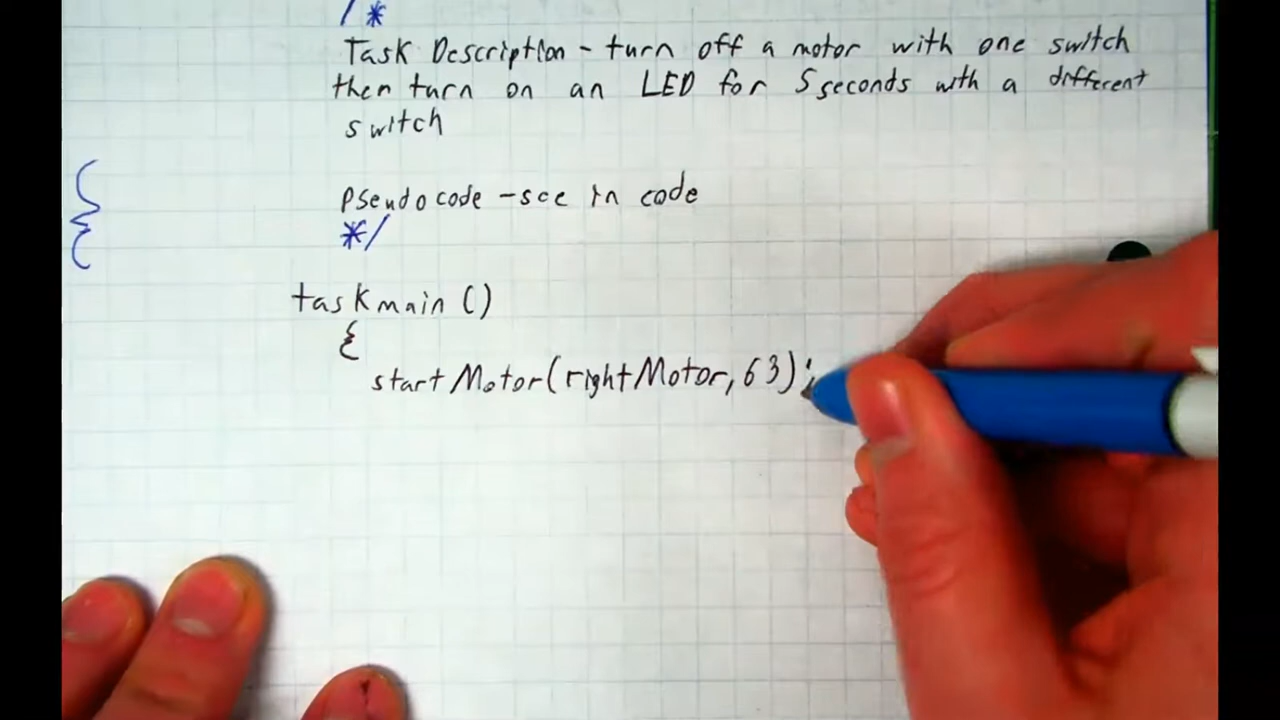 /*
Task Description - turn off a motor with one switch
then turn on an LED for 5 seconds with a different
switch
Pseudocode - see in code
*/
task main ()
{
startMotor(rightMotor, 63);